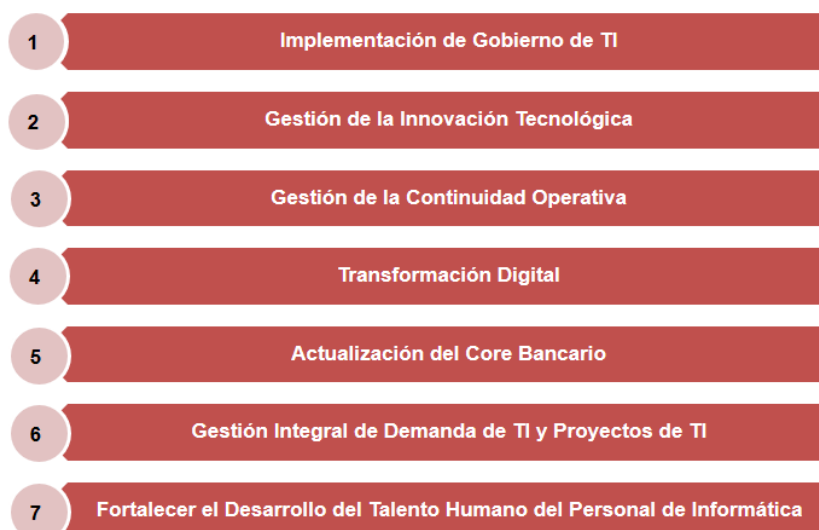 1 Implementación de Gobierno de TI
2 Gestión de la Innovación Tecnológica
3 Gestión de la Continuidad Operativa
4 Transformación Digital
5 Actualización del Core Bancario
6 Gestión Integral de Demanda de TI y Proyectos de TI
7 Fortalecer el Desarrollo del Talento Humano del Personal de Informática